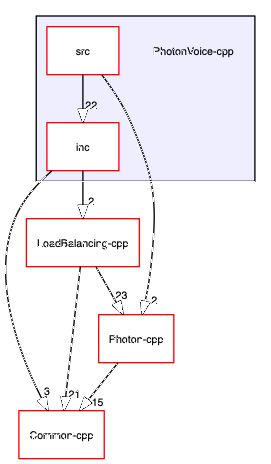 src
PhotonVoice-cpp
22
inc
2
LoadBalancing-cpp
23
2
Photon-cpp
3
21
15
Common-cpp